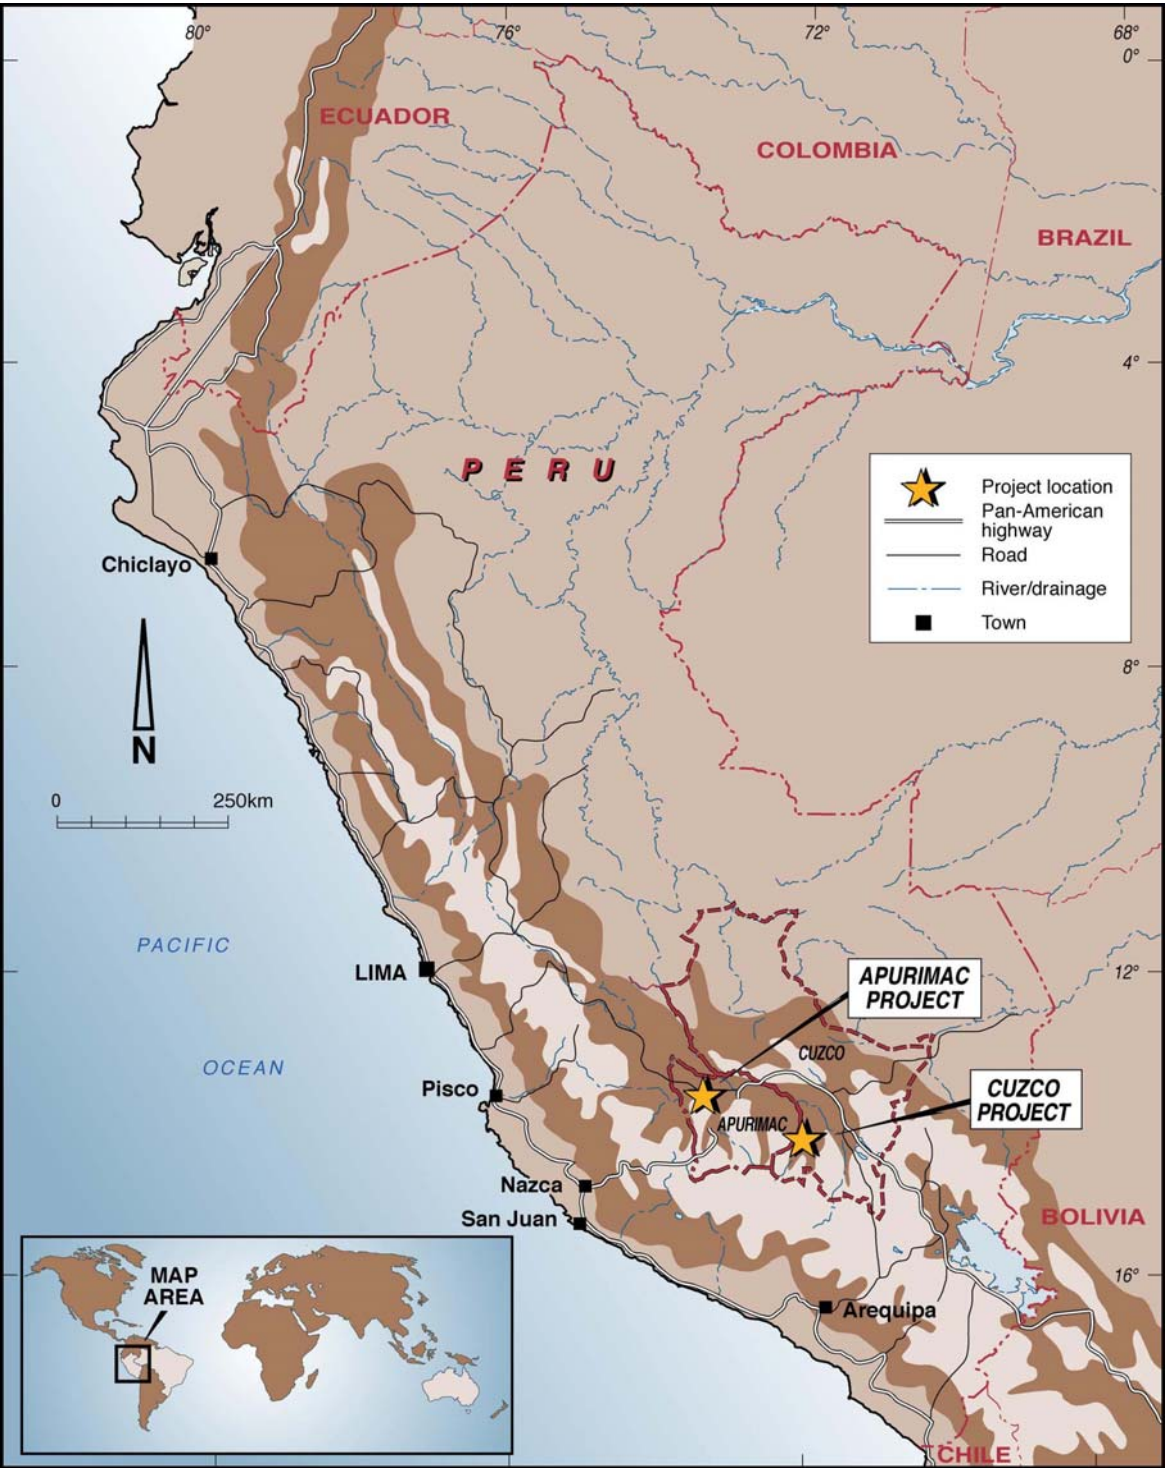 80°
76°
72°
68°
0°
ECUADOR
COLOMBIA
BRAZIL
4°
PERU
Project location
Pan-American
highway
Road
River/drainage
Town
Chiclayo
N
8°
0
250km
PACIFIC
LIMA
12°
APURIMAC
PROJECT
CUZCO
OCEAN
Pisco
CUZCO
PROJECT
APURIMAC
Nazca
San Juan
BOLIVIA
MAP
AREA
16°
Arequipa
CHILE